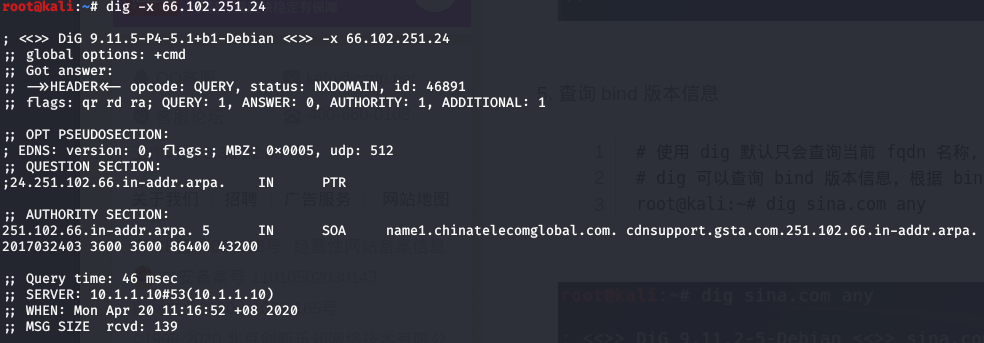 root@kali:~# dig -x 66.102.251.24
; <<>> DiG 9.11.5-P4-5.1+b1-Debian <<>> -x 66.102.251.24
;; global options: +cmd
;; Got answer:
;; ->>HEADER<<- opcode: QUERY, status: NXDOMAIN, id: 46891
;; flags: qr rd ra; QUERY: 1, ANSWER: 0, AUTHORITY: 1, ADDITIONAL: 1
5. 查询 bind 版本信息
;; OPT PSEUDOSECTION:
; EDNS: version: 0, flags:; MBZ: 0x0005, udp: 512
;; QUESTION SECTION:
;24.251.102.66.in-addr.arpa. IN PTR
1 # 使用 dig 默认只会查询当前 fqdn 名称,
2 # dig 可以查询 bind 版本信息, 根据 bin
3 root@kali:~# dig sina.com any
关于我们 招聘 广告服务 网站地图
;; AUTHORITY SECTION:
251.102.66.in-addr.arpa. 5 IN SOA name1.chinatelecomglobal.com. cdnsupport.gsta.com.251.102.66.in-addr.arpa.
2017032403 3600 3600 86400 43200
;; Query time: 46 msec
;; SERVER: 10.1.1.10#53(10.1.1.10)
;; WHEN: Mon Apr 20 11:16:52 +08 2020
;; MSG SIZE rcvd: 139
root@kali:~# dig sina.com any
; <<>> DiG 9.11.2-5-Debian <<>> sina.co